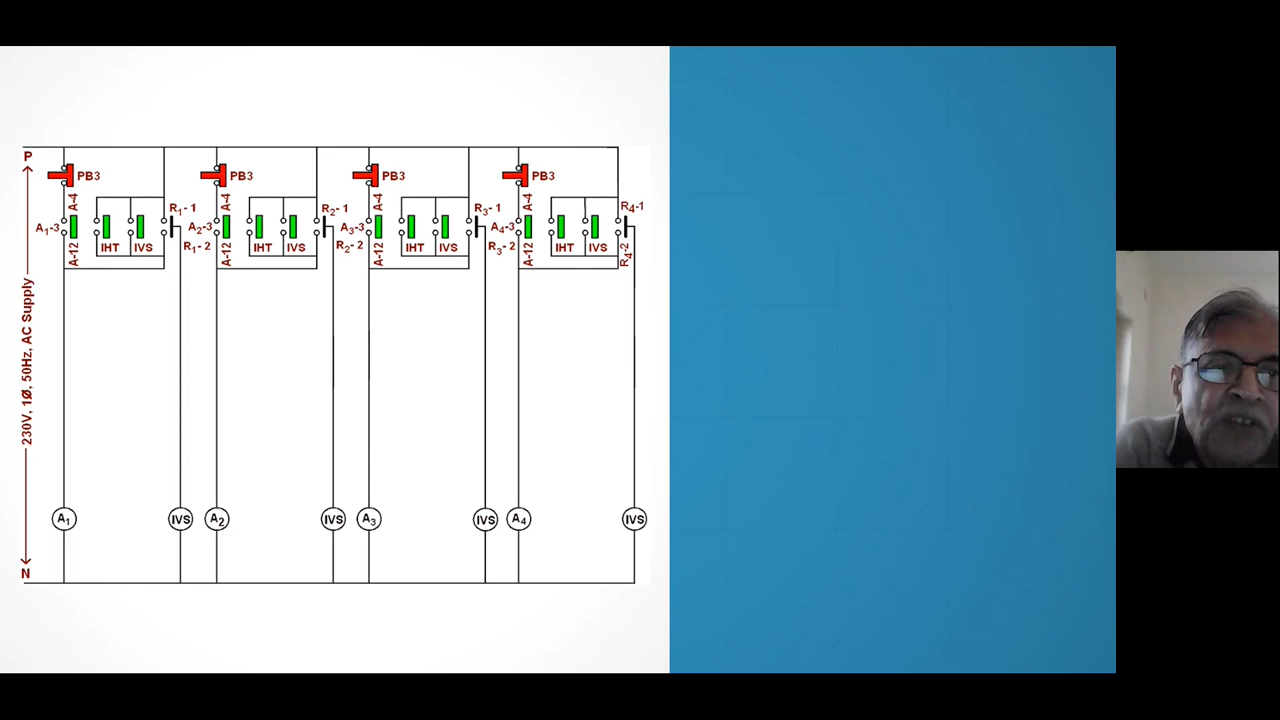 P
PB3 PB3 PB3 PB3
A-4 A-4 A-4 A-4
R₁-1 R₂-1 R₃-1 R₄-1
A₁-3 A₂-3 A₃-3 A₄-3
IHT IVS IHT IVS IHT IVS IHT IVS
R₁-2 R₂-2 R₃-2 R₄-2
A-12 A-12 A-12 A-12
230V, 1Ø, 50Hz, AC Supply
A₁ IVS A₂ IVS A₃ IVS A₄ IVS
N